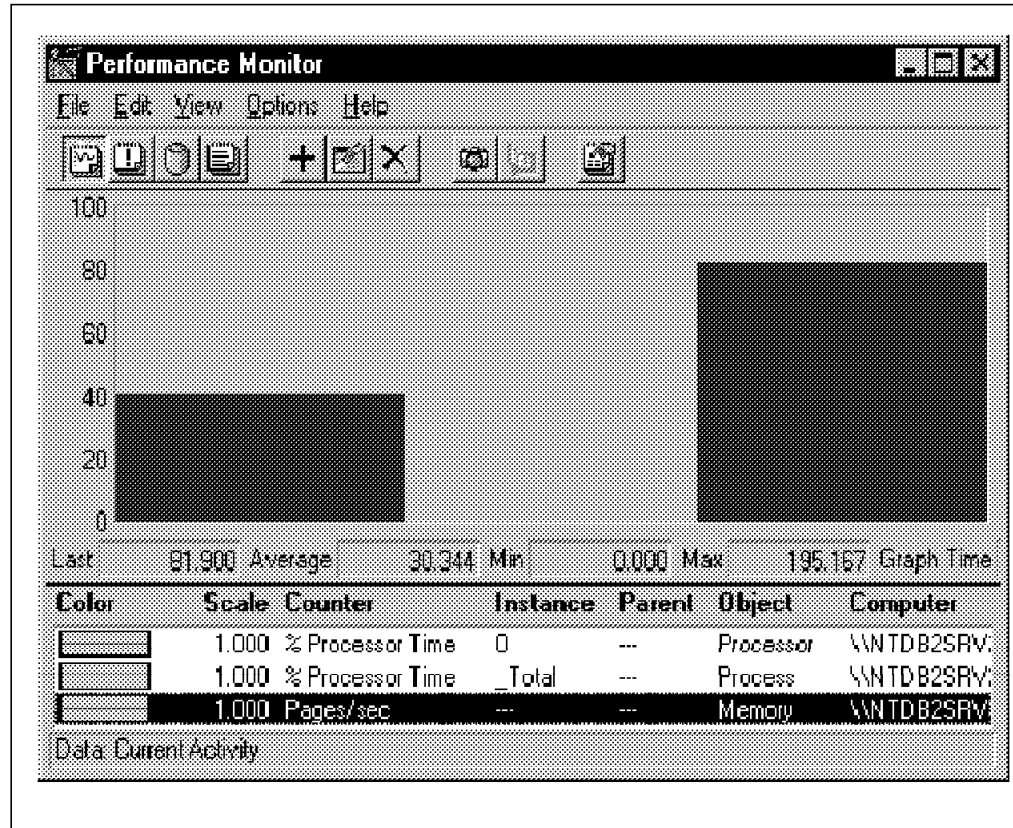 Performance Monitor
File Edit View Options Help
100
80
60
40
20
0
Last 81.900 Average 30.344 Min 0.000 Max 195.167 Graph Time
Color Scale Counter Instance Parent Object Computer
1.000 % Processor Time 0 --- Processor \\NTDB2SRV
1.000 % Processor Time _Total --- Process \\NTDB2SRV
1.000 Pages/sec --- --- Memory \\NTDB2SRV
Data: Current Activity